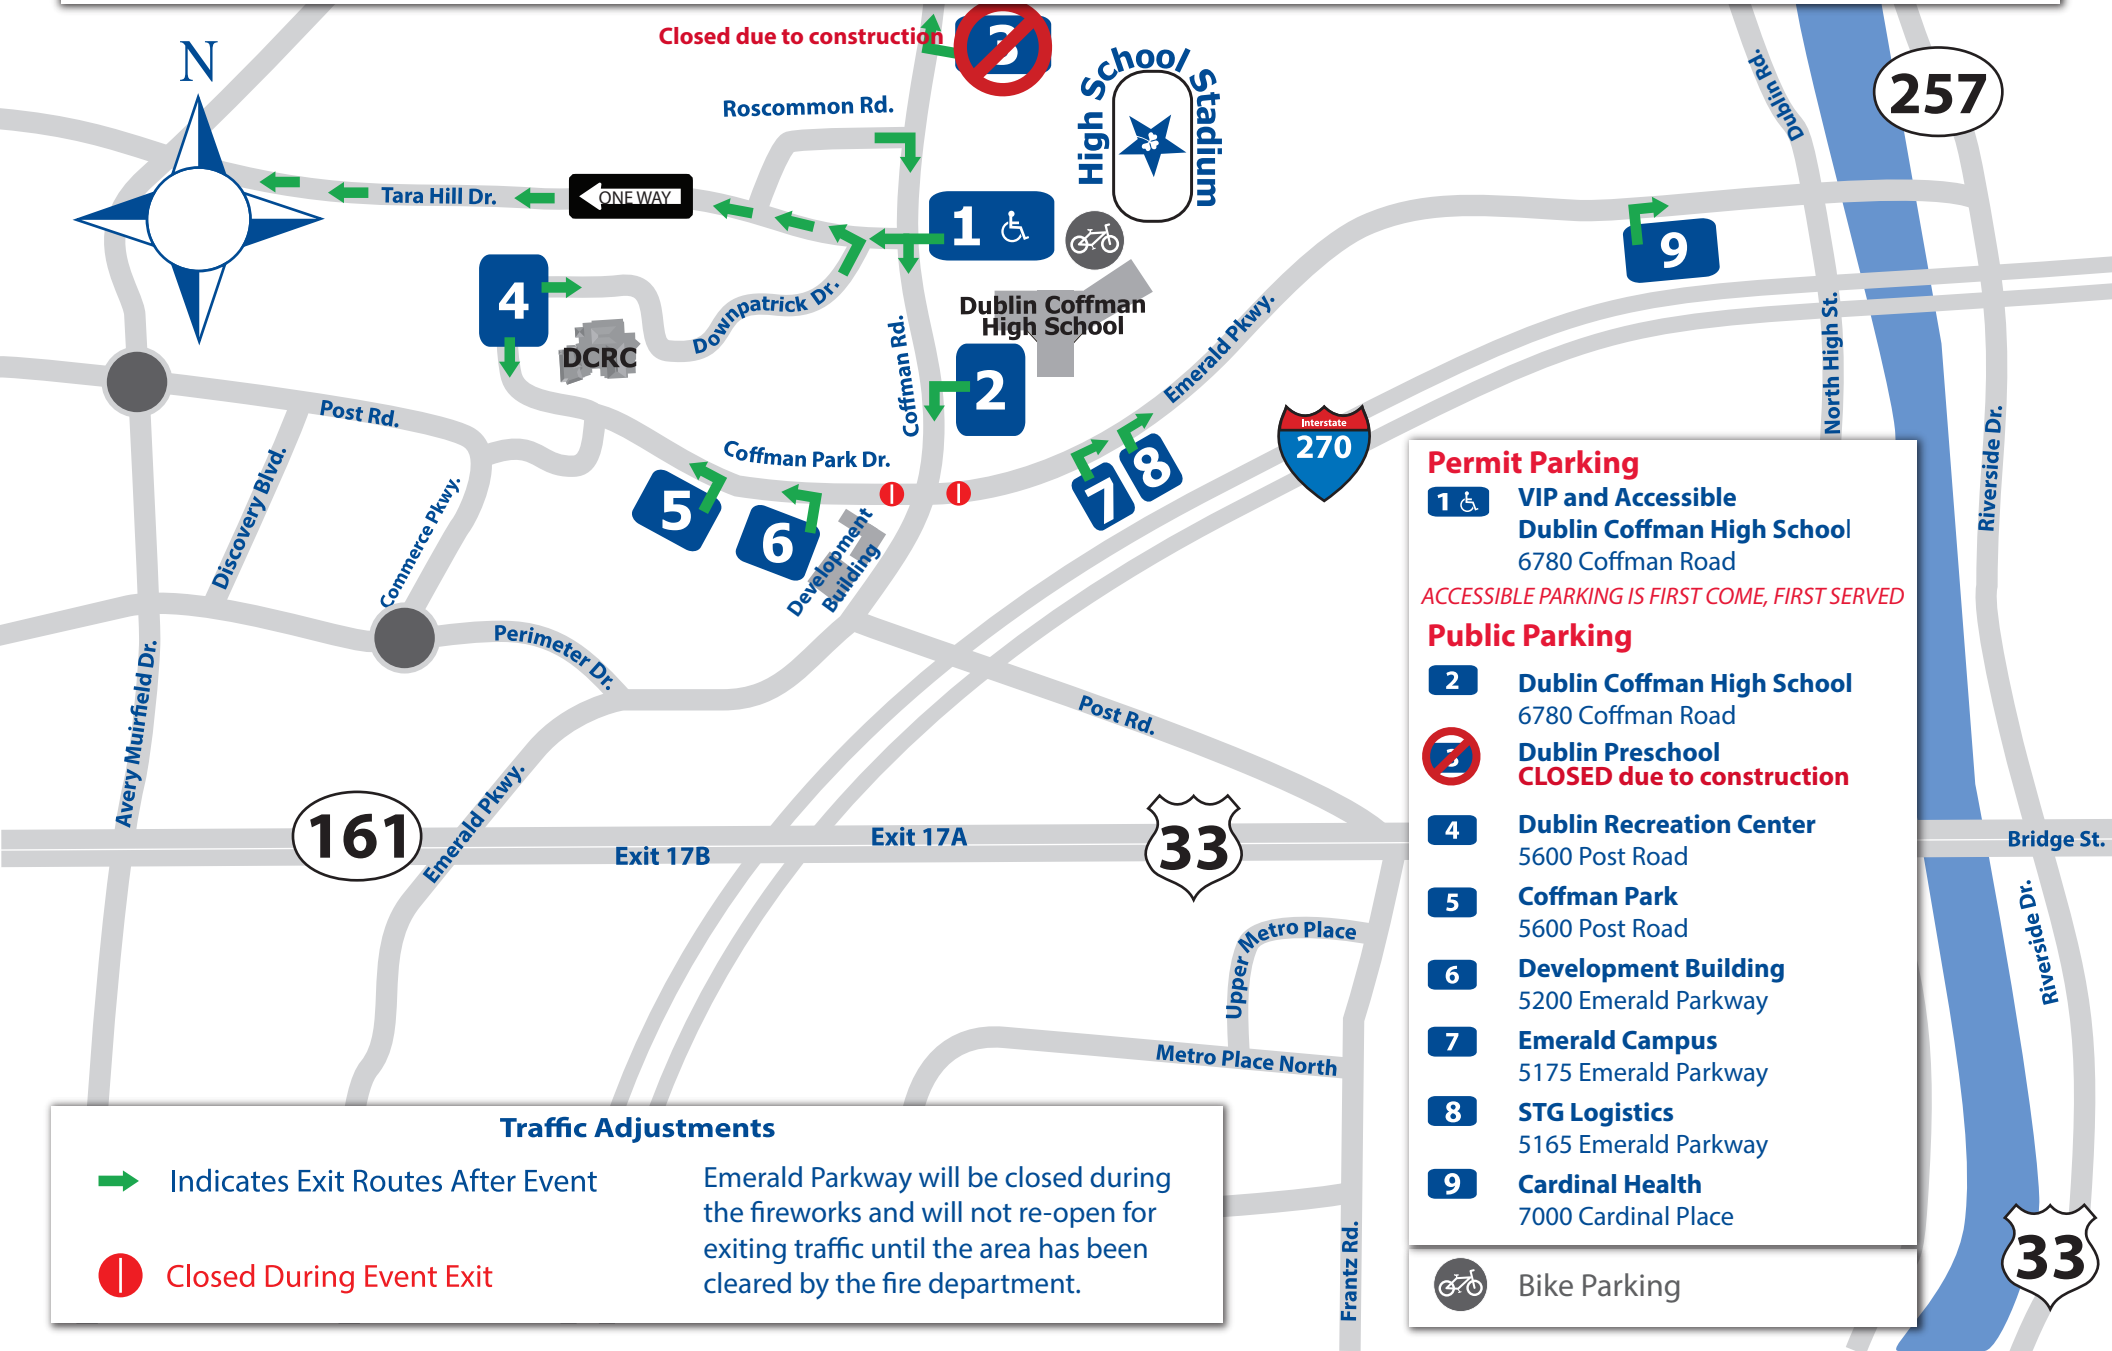 Closed due to construction
3
N
High School Stadium
257
Dublin Rd.
Roscommon Rd.
Tara Hill Dr.
ONE WAY
1
9
4
Downpatrick Dr.
Dublin Coffman
High School
DCRC
Coffman Rd.
2
Emerald Pkwy.
North High St.
Riverside Dr.
Post Rd.
Interstate
270
Coffman Park Dr.
Discovery Blvd.
Commerce Pkwy.
5
6
7
8
Development
Building
Perimeter Dr.
Avery Muirfield Dr.
Post Rd.
161
Emerald Pkwy.
Exit 17B
Exit 17A
33
Bridge St.
Riverside Dr.
Upper Metro Place
Metro Place North
Frantz Rd.
33
Permit Parking
1
VIP and Accessible
Dublin Coffman High School
6780 Coffman Road
ACCESSIBLE PARKING IS FIRST COME, FIRST SERVED
Public Parking
2 Dublin Coffman High School
6780 Coffman Road
3 Dublin Preschool
CLOSED due to construction
4 Dublin Recreation Center
5600 Post Road
5 Coffman Park
5600 Post Road
6 Development Building
5200 Emerald Parkway
7 Emerald Campus
5175 Emerald Parkway
8 STG Logistics
5165 Emerald Parkway
9 Cardinal Health
7000 Cardinal Place
Bike Parking
Traffic Adjustments
Indicates Exit Routes After Event
Closed During Event Exit
Emerald Parkway will be closed during
the fireworks and will not re-open for
exiting traffic until the area has been
cleared by the fire department.